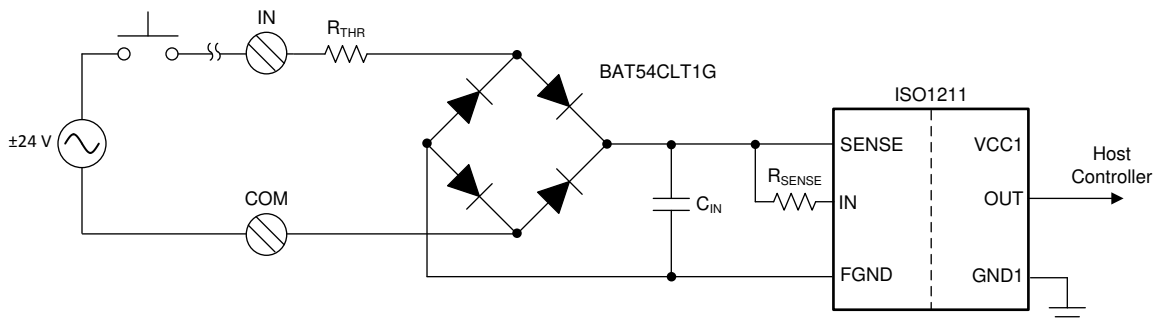 IN
R_THR
BAT54CLT1G
ISO1211
±24 V
SENSE
VCC1
Host
Controller
R_SENSE
COM
C_IN
IN
OUT
FGND
GND1